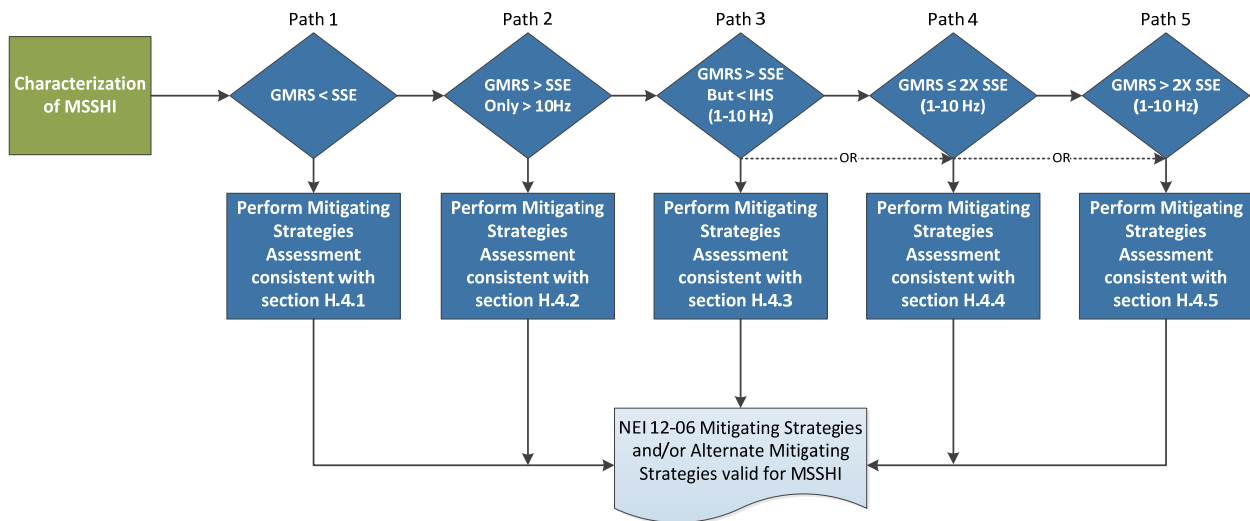 Path 1
Path 2
Path 3
Path 4
Path 5
Characterization
of MSSHI
GMRS < SSE
GMRS > SSE
Only > 10Hz
GMRS > SSE
But < IHS
(1-10 Hz)
GMRS ≤ 2X SSE
(1-10 Hz)
GMRS > 2X SSE
(1-10 Hz)
OR
OR
Perform Mitigating
Strategies
Assessment
consistent with
section H.4.1
Perform Mitigating
Strategies
Assessment
consistent with
section H.4.2
Perform Mitigating
Strategies
Assessment
consistent with
section H.4.3
Perform Mitigating
Strategies
Assessment
consistent with
section H.4.4
Perform Mitigating
Strategies
Assessment
consistent with
section H.4.5
NEI 12-06 Mitigating Strategies
and/or Alternate Mitigating
Strategies valid for MSSHI